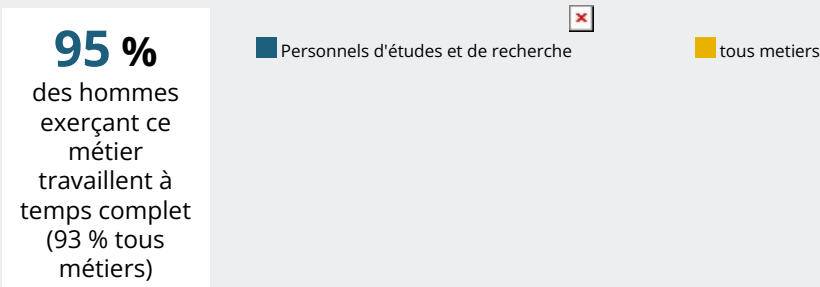 95 %
des hommes
exerçant ce
métier
travaillent à
temps complet
(93 % tous
métiers)
Personnels d'études et de recherche
tous metiers